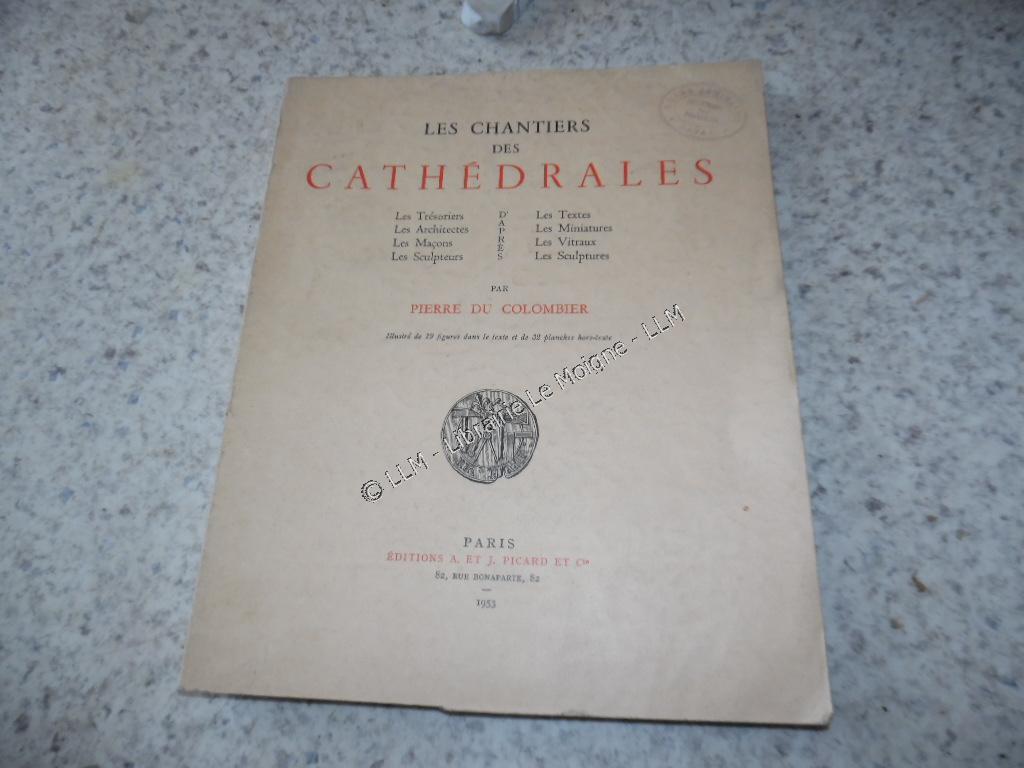 LES CHANTIERS
DES
CATHÉDRALES
Les Trésoriers
Les Architectes
Les Maçons
Les Sculpteurs
D'APRÈS
Les Textes
Les Miniatures
Les Vitraux
Les Sculptures
PAR
PIERRE DU COLOMBIER
Illustré de 29 figures dans le texte et de 32 planches hors-texte
© LLM - Librairie Le Moigne - LLM
PARIS
ÉDITIONS A. ET J. PICARD ET Cie
82, RUE BONAPARTE, 82
1953